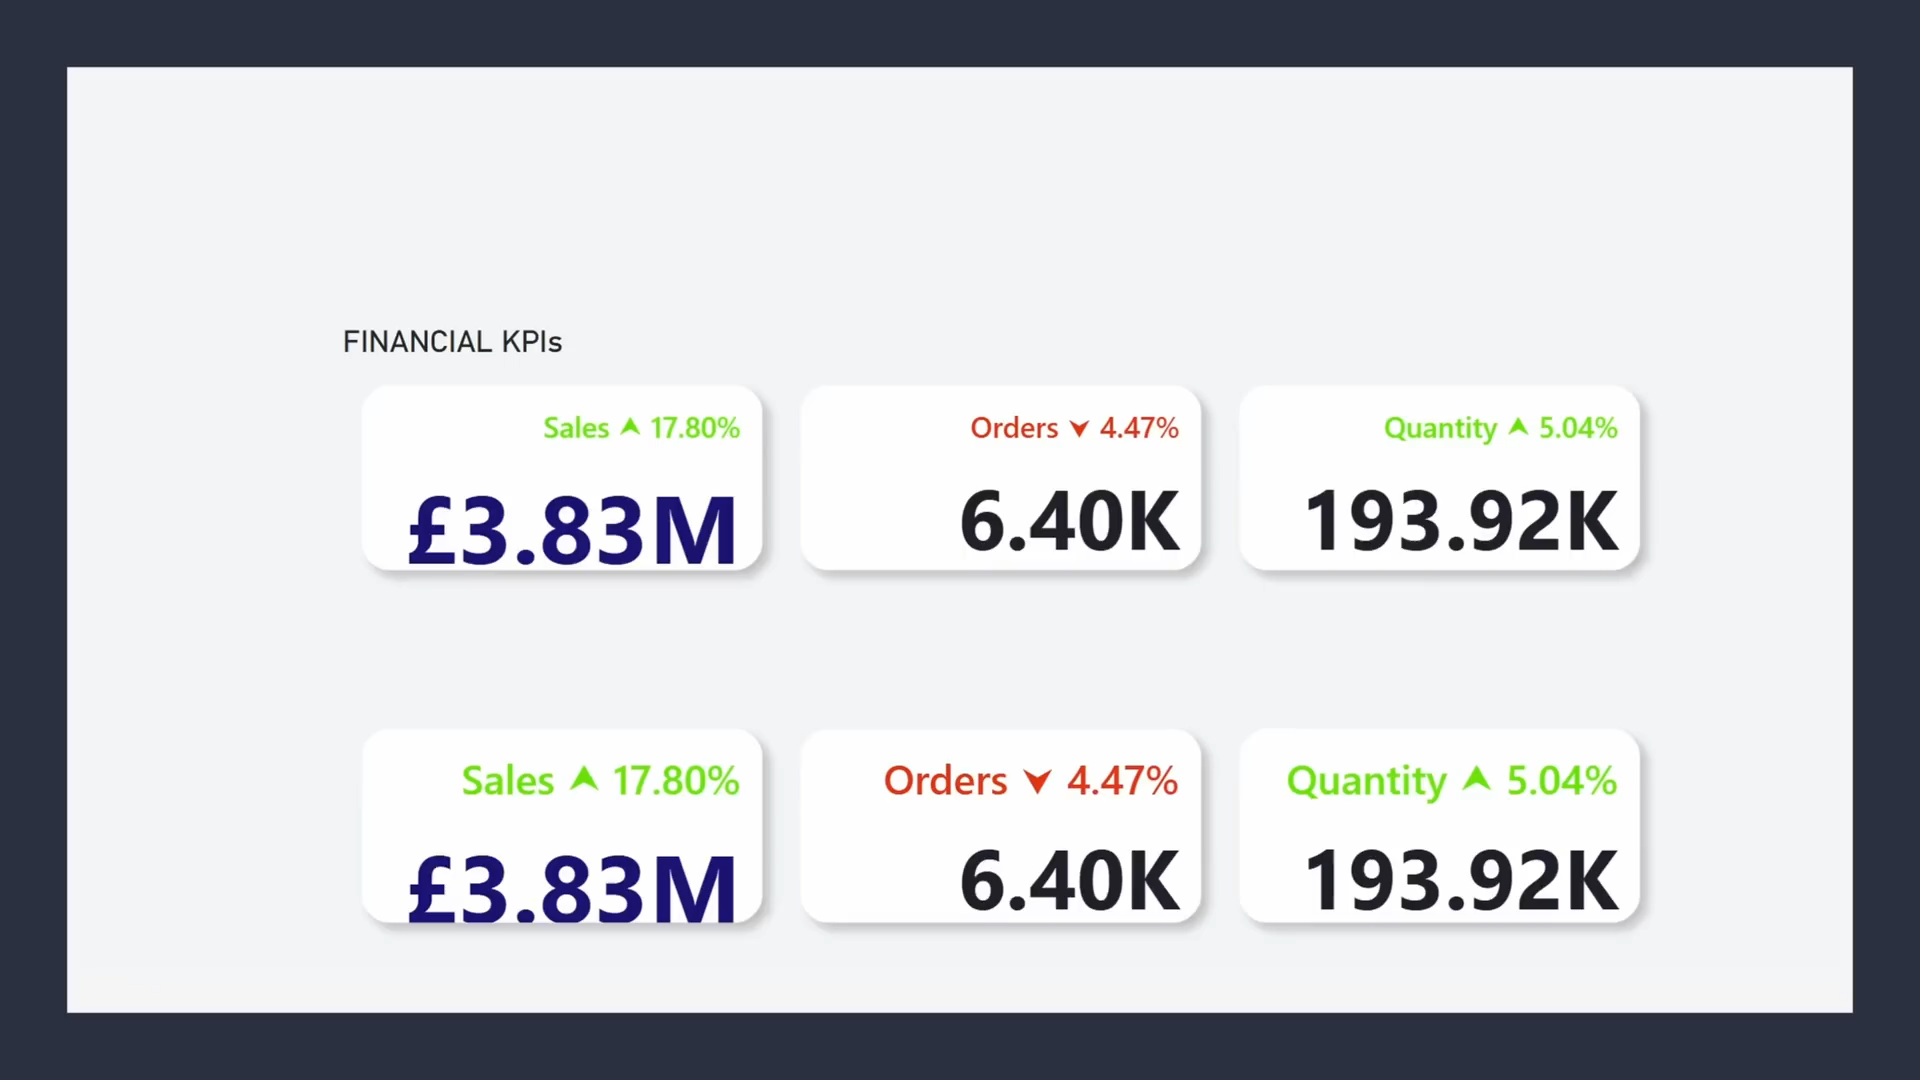 FINANCIAL KPIs
Sales ⮝ 17.80%
£3.83M
Orders ⮟ 4.47%
6.40K
Quantity ⮝ 5.04%
193.92K
Sales ⮝ 17.80%
£3.83M
Orders ⮟ 4.47%
6.40K
Quantity ⮝ 5.04%
193.92K